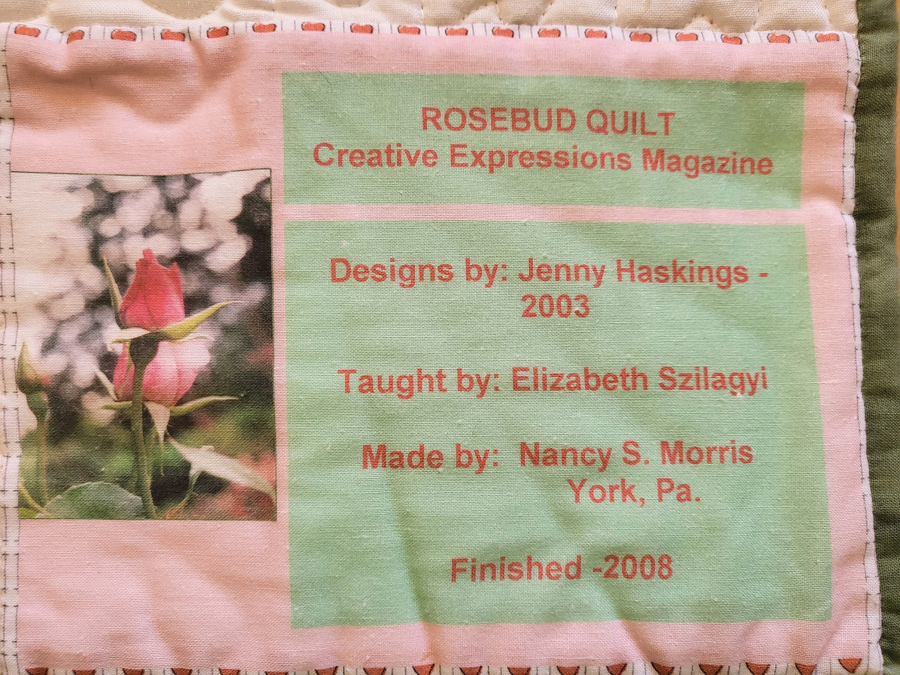 ROSEBUD QUILT
Creative Expressions Magazine
Designs by: Jenny Haskings -
2003
Taught by: Elizabeth Szilagyi
Made by: Nancy S. Morris
York, Pa.
Finished -2008